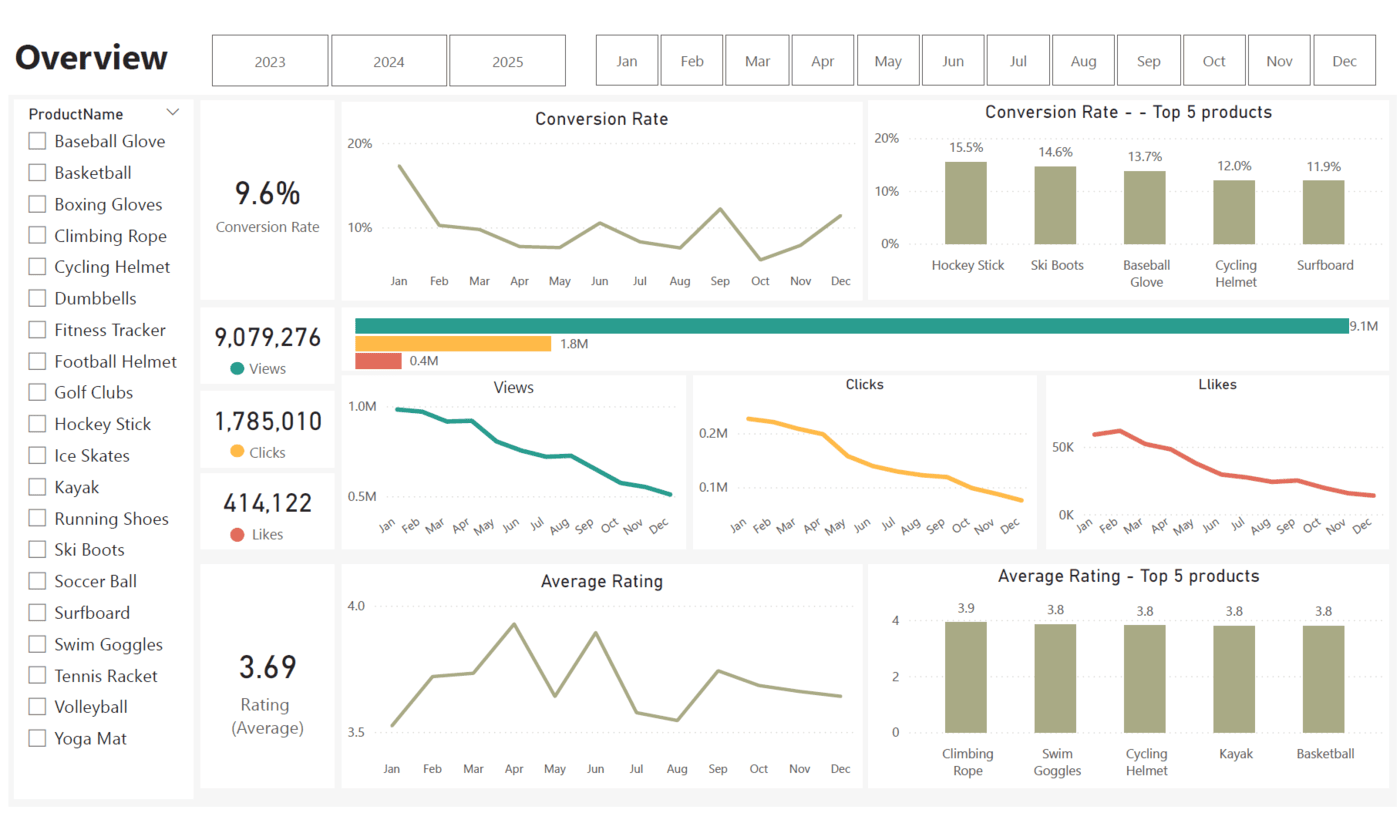 Overview
2023 2024 2025
Jan Feb Mar Apr May Jun Jul Aug Sep Oct Nov Dec
ProductName
Baseball Glove
Basketball
Boxing Gloves
Climbing Rope
Cycling Helmet
Dumbbells
Fitness Tracker
Football Helmet
Golf Clubs
Hockey Stick
Ice Skates
Kayak
Running Shoes
Ski Boots
Soccer Ball
Surfboard
Swim Goggles
Tennis Racket
Volleyball
Yoga Mat
9.6%
Conversion Rate
Conversion Rate
20%
10%
Jan Feb Mar Apr May Jun Jul Aug Sep Oct Nov Dec
Conversion Rate - - Top 5 products
20%
10%
0%
15.5% 14.6% 13.7% 12.0% 11.9%
Hockey Stick
Ski Boots
Baseball
Glove
Cycling
Helmet
Surfboard
9,079,276
Views
1,785,010
Clicks
414,122
Likes
9.1M
1.8M
0.4M
Views
1.0M
0.5M
Jan Feb Mar Apr May Jun Jul Aug Sep Oct Nov Dec
Clicks
0.2M
0.1M
Jan Feb Mar Apr May Jun Jul Aug Sep Oct Nov Dec
Llikes
50K
0K
Jan Feb Mar Apr May Jun Jul Aug Sep Oct Nov Dec
3.69
Rating
(Average)
Average Rating
4.0
3.5
Jan Feb Mar Apr May Jun Jul Aug Sep Oct Nov Dec
Average Rating - Top 5 products
4
2
0
3.9 3.8 3.8 3.8 3.8
Climbing
Rope
Swim
Goggles
Cycling
Helmet
Kayak
Basketball